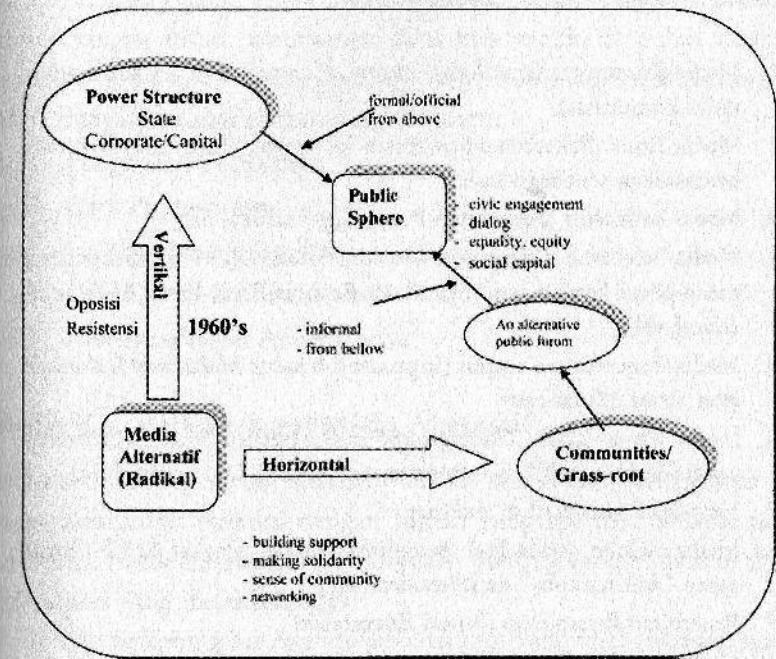 Power Structure
State
Corporate/Capital
formal/official
from above
Public
Sphere
- civic engagement
- dialog
- equality, equity
- social capital
Vertikal
Oposisi
Resistensi
1960's
- informal
- from bellow
An alternative
public forum
Media
Alternatif
(Radikal)
Horizontal
Communities/
Grass-root
- building support
- making solidarity
- sense of community
- networking